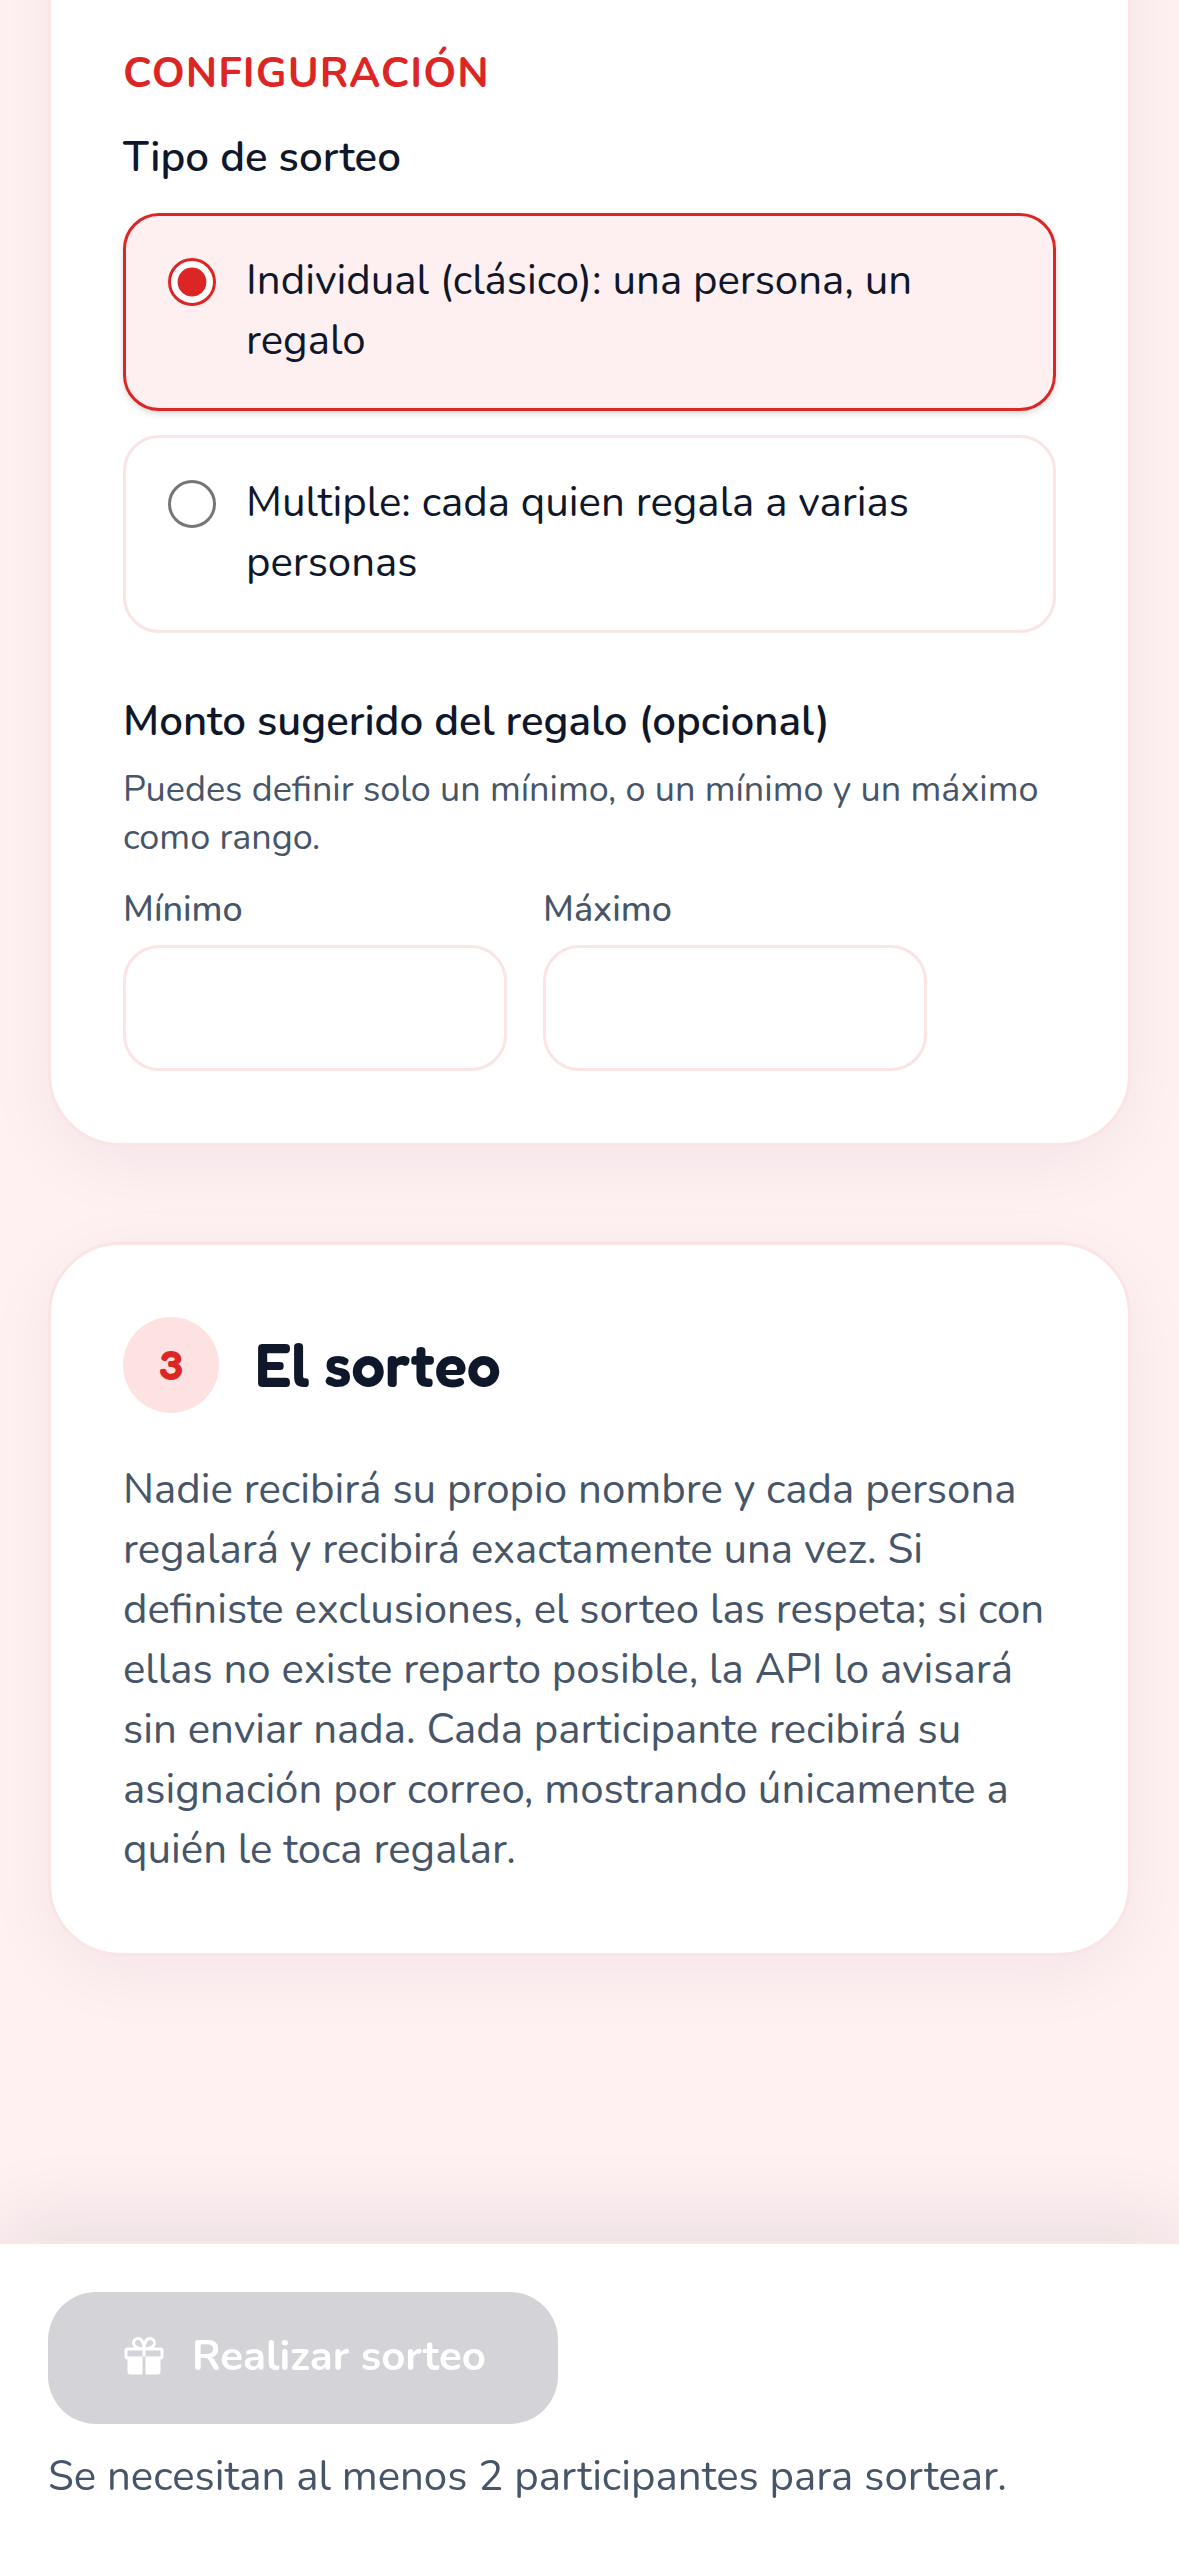 CONFIGURACIÓN
Tipo de sorteo
Individual (clásico): una persona, un
regalo
Multiple: cada quien regala a varias
personas
Monto sugerido del regalo (opcional)
Puedes definir solo un mínimo, o un mínimo y un máximo
como rango.
Mínimo
Máximo
3
El sorteo
Nadie recibirá su propio nombre y cada persona
regalará y recibirá exactamente una vez. Si
definiste exclusiones, el sorteo las respeta; si con
ellas no existe reparto posible, la API lo avisará
sin enviar nada. Cada participante recibirá su
asignación por correo, mostrando únicamente a
quién le toca regalar.
Realizar sorteo
Se necesitan al menos 2 participantes para sortear.